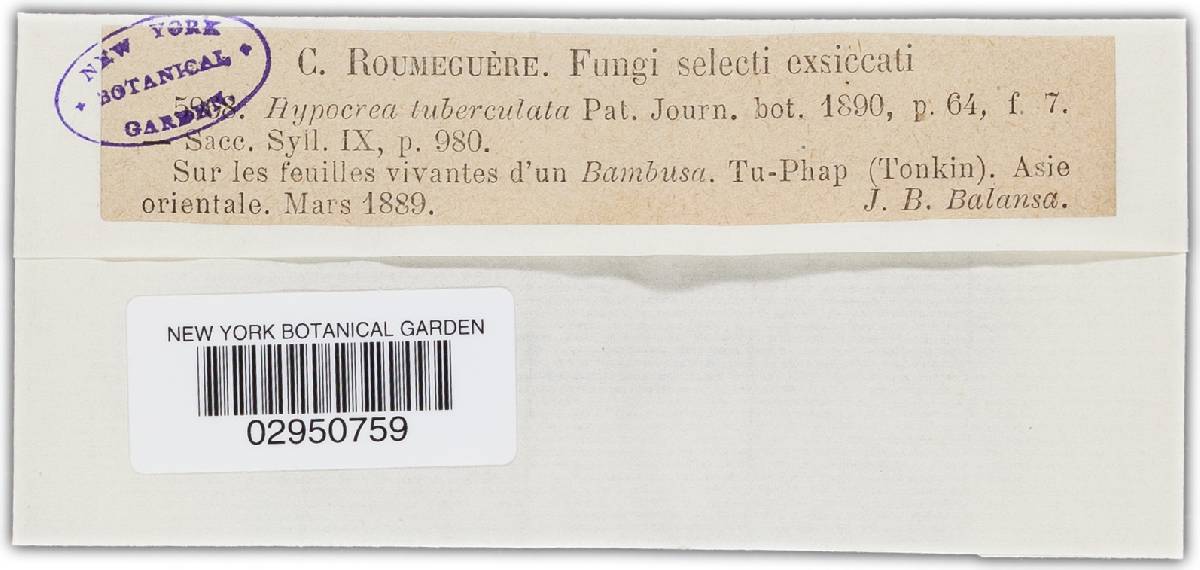 NEW YORK
BOTANICAL
GARDEN
C. ROUMEGUÈRE. Fungi selecti exsiccati
Hypocrea tuberculata Pat. Journ. bot. 1890, p. 64, f. 7.
— Sacc. Syll. IX, p. 980.
Sur les feuilles vivantes d'un Bambusa. Tu-Phap (Tonkin). Asie
orientale. Mars 1889. J. B. Balansa.
NEW YORK BOTANICAL GARDEN
02950759